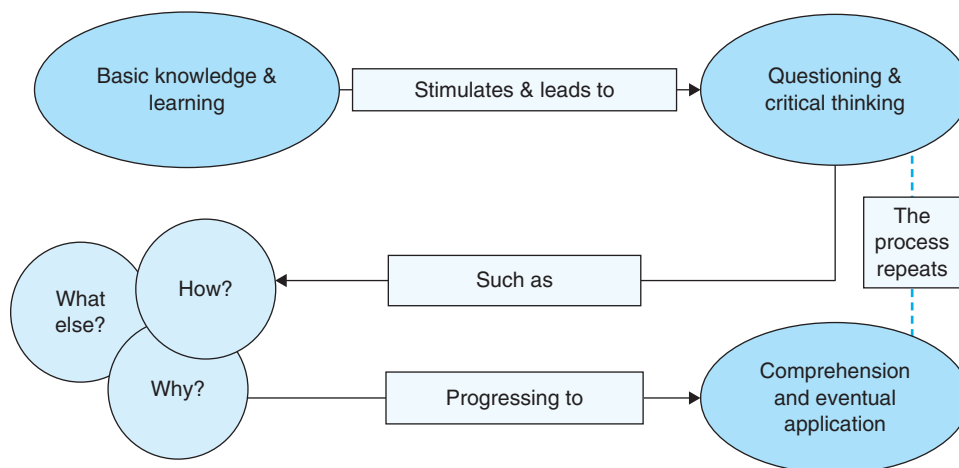 Basic knowledge &
learning
Stimulates & leads to
Questioning &
critical thinking
The
process
repeats
Such as
How?
What
else?
Why?
Progressing to
Comprehension
and eventual
application